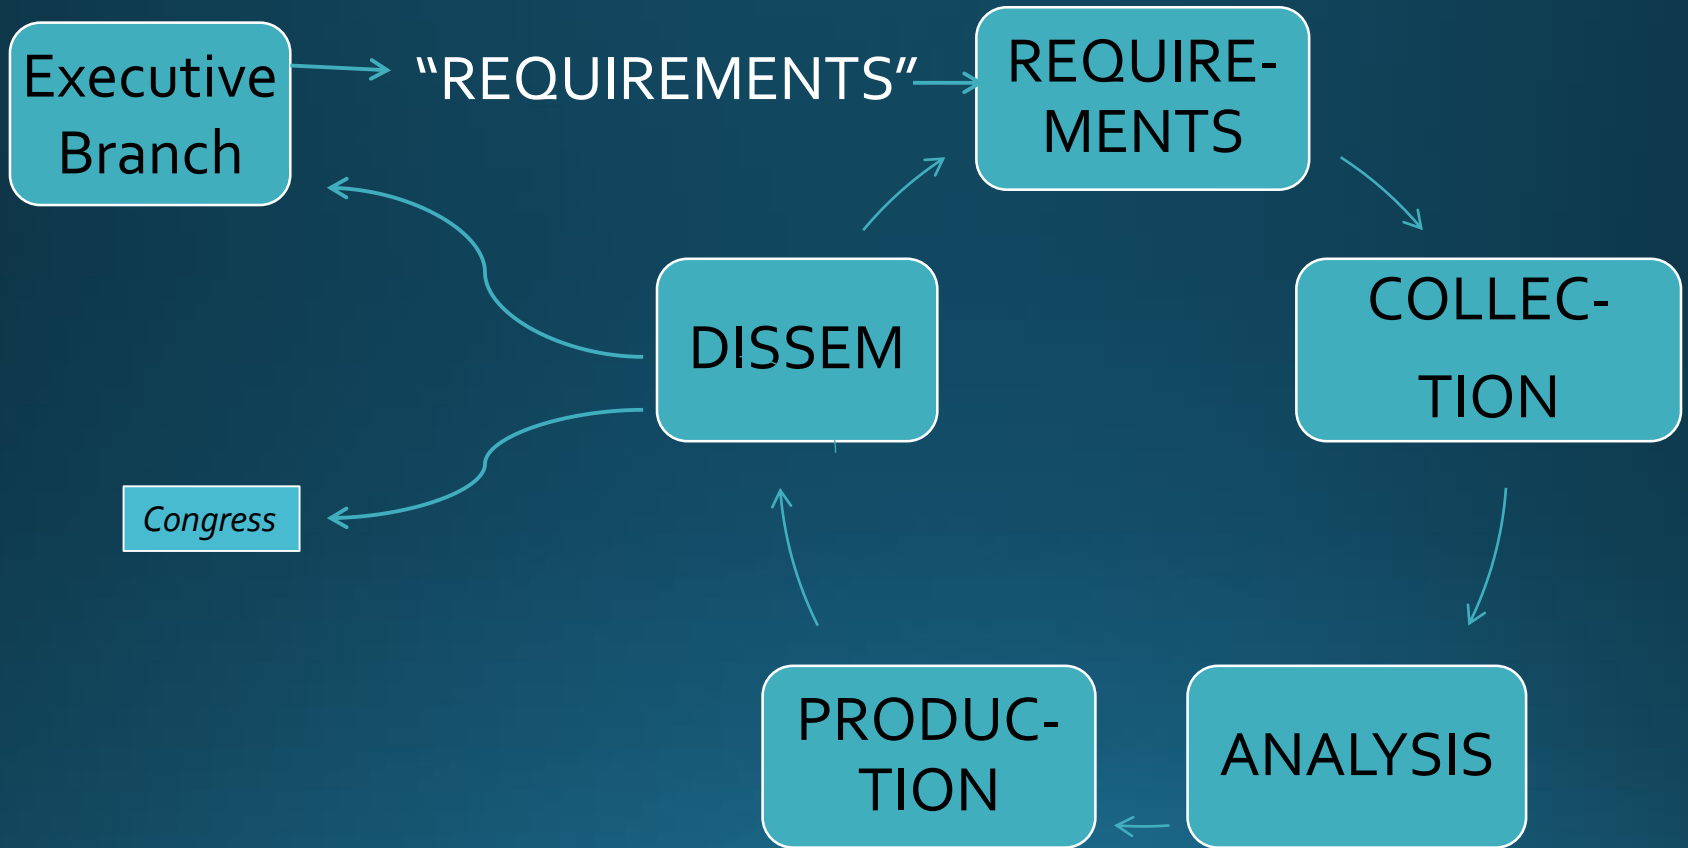 Executive
Branch
“REQUIREMENTS”
REQUIRE-
MENTS
DISSEM
COLLEC-
TION
Congress
PRODUC-
TION
ANALYSIS